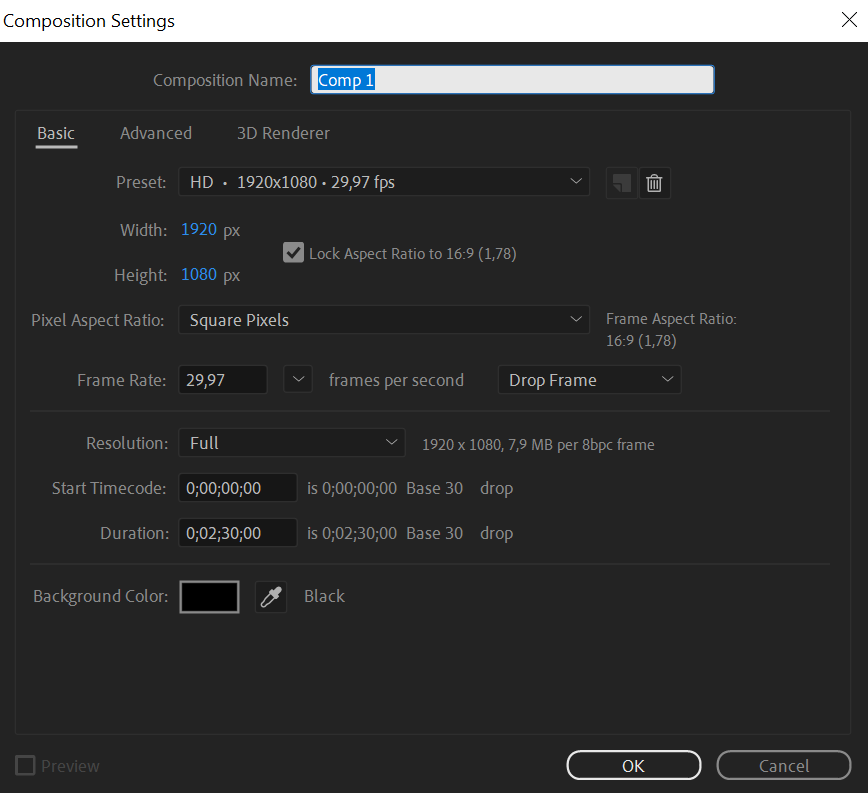 Composition Settings
Composition Name: Comp 1
Basic Advanced 3D Renderer
Preset: HD • 1920x1080 • 29,97 fps
Width: 1920 px
Lock Aspect Ratio to 16:9 (1,78)
Height: 1080 px
Pixel Aspect Ratio: Square Pixels
Frame Aspect Ratio:
16:9 (1,78)
Frame Rate: 29,97 frames per second Drop Frame
Resolution: Full 1920 x 1080, 7,9 MB per 8bpc frame
Start Timecode: 0;00;00;00 is 0;00;00;00 Base 30 drop
Duration: 0;02;30;00 is 0;02;30;00 Base 30 drop
Background Color: Black
Preview OK Cancel